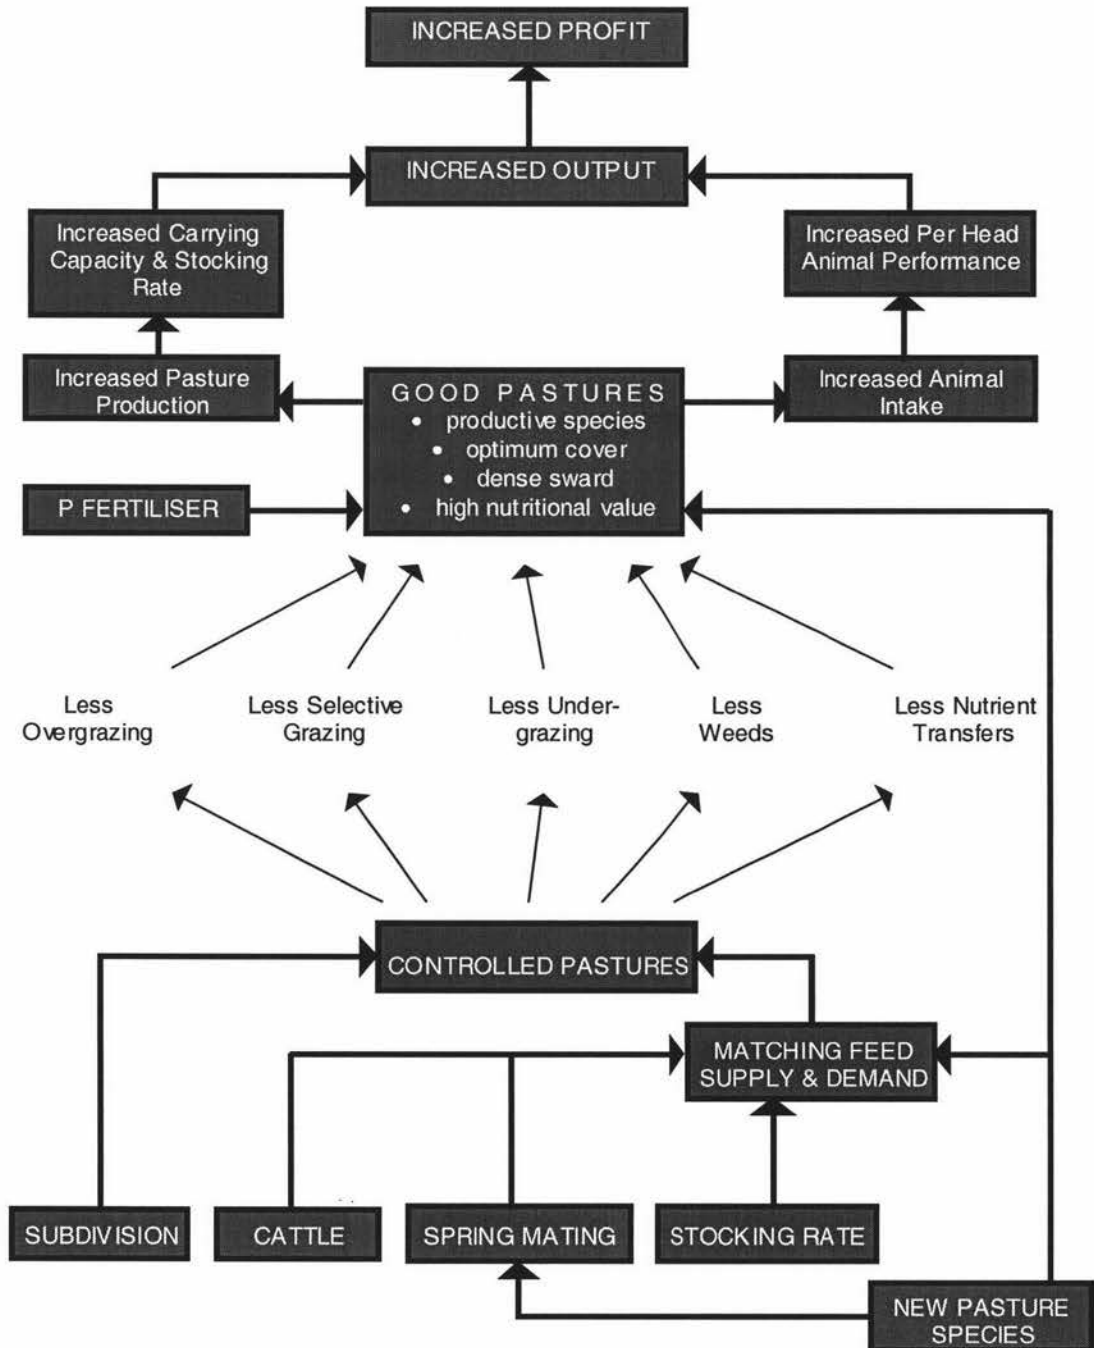 INCREASED PROFIT
INCREASED OUTPUT
Increased Carrying
Capacity & Stocking
Rate
Increased Per Head
Animal Performance
Increased Pasture
Production
GOOD PASTURES
• productive species
• optimum cover
• dense sward
• high nutritional value
Increased Animal
Intake
P FERTILISER
Less
Overgrazing
Less Selective
Grazing
Less Under-
grazing
Less
Weeds
Less Nutrient
Transfers
CONTROLLED PASTURES
MATCHING FEED
SUPPLY & DEMAND
SUBDIVISION
CATTLE
SPRING MATING
STOCKING RATE
NEW PASTURE
SPECIES